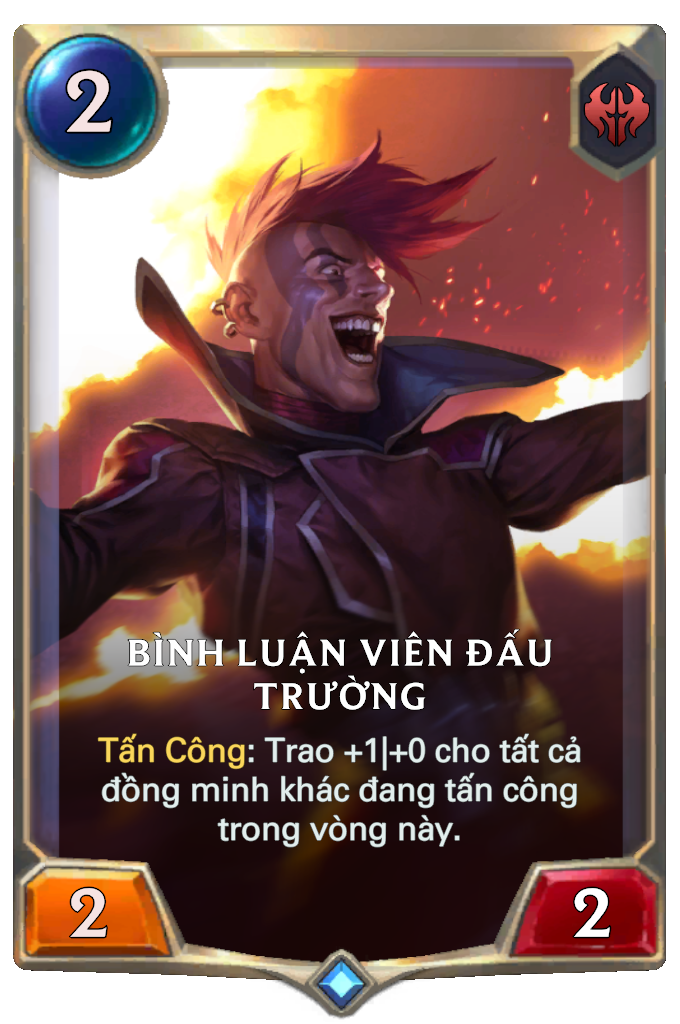 2
BÌNH LUẬN VIÊN ĐẤU
TRƯỜNG
Tấn Công: Trao +1|+0 cho tất cả
đồng minh khác đang tấn công
trong vòng này.
2
2